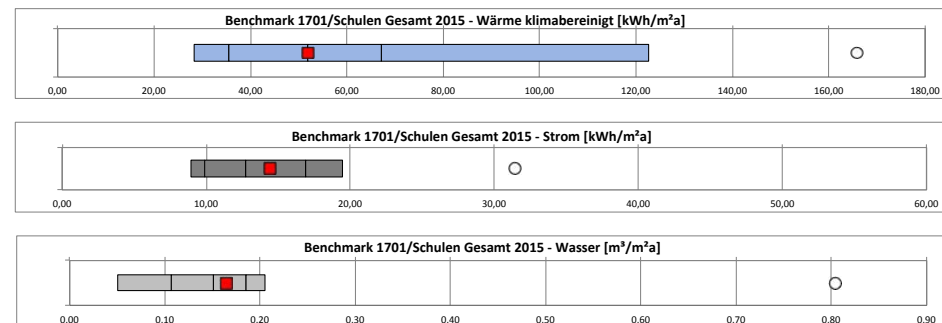 Benchmark 1701/Schulen Gesamt 2015 - Wärme klimabereinigt [kWh/m²a]
0,00 20,00 40,00 60,00 80,00 100,00 120,00 140,00 160,00 180,00
Benchmark 1701/Schulen Gesamt 2015 - Strom [kWh/m²a]
0,00 10,00 20,00 30,00 40,00 50,00 60,00
Benchmark 1701/Schulen Gesamt 2015 - Wasser [m³/m²a]
0,00 0,10 0,20 0,30 0,40 0,50 0,60 0,70 0,80 0,90